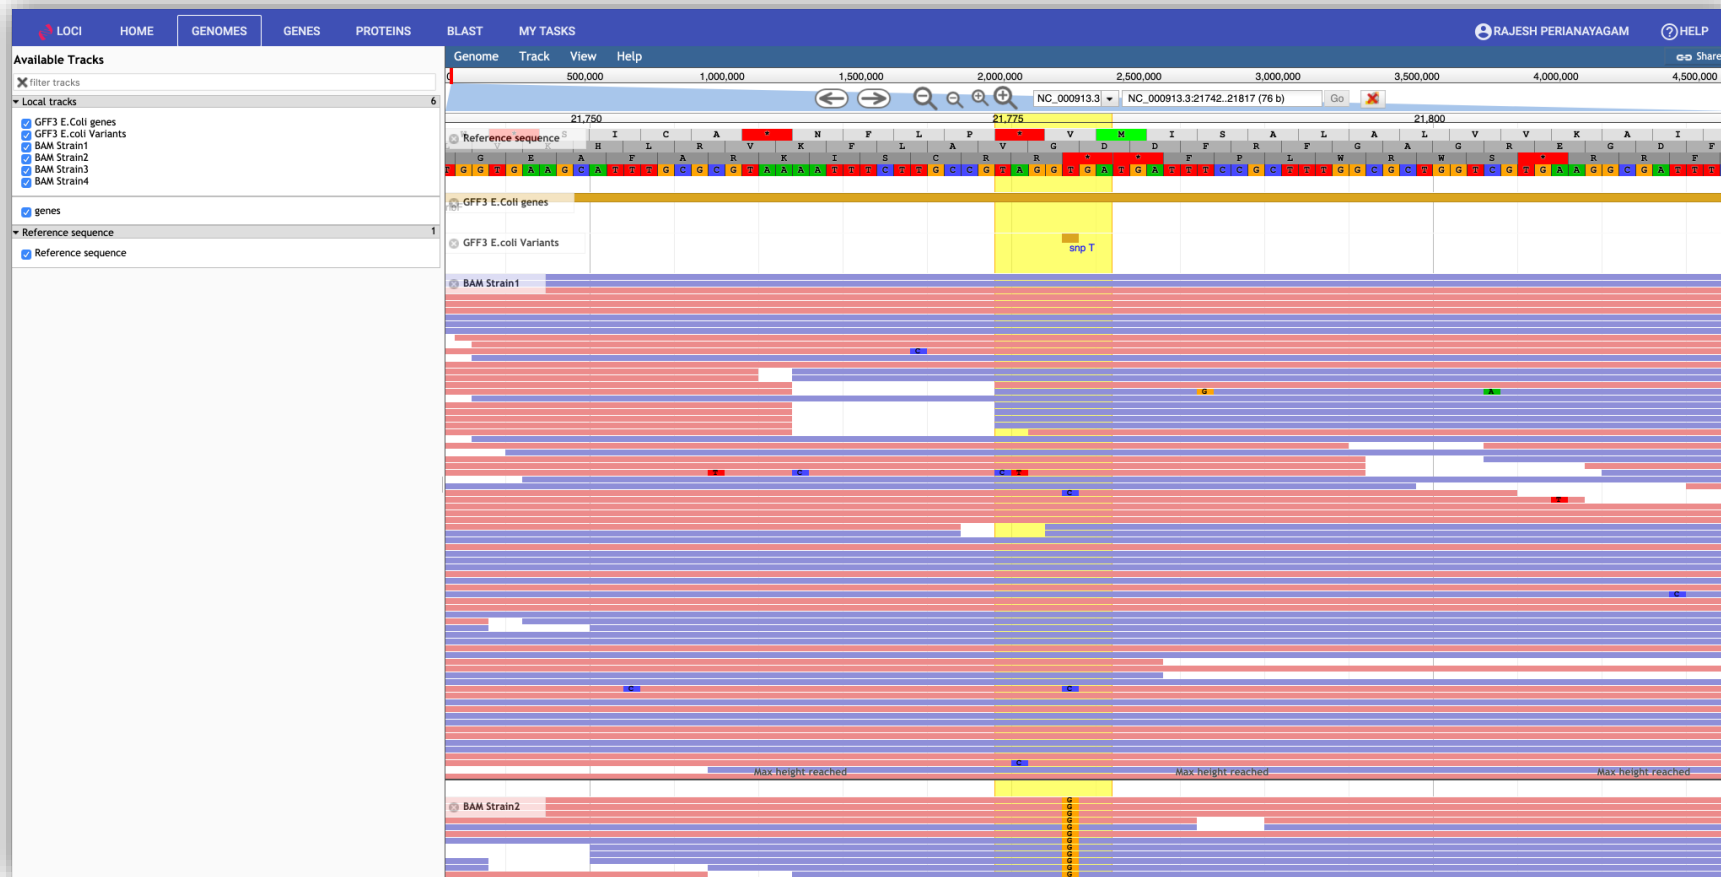 LOCI HOME GENOMES GENES PROTEINS BLAST MY TASKS RAJESH PERIANAYAGAM HELP
Available Tracks
filter tracks
Local tracks 6
GFF3 E.Coli genes
GFF3 E.coli Variants
BAM Strain1
BAM Strain2
BAM Strain3
BAM Strain4
genes
Reference sequence 1
Reference sequence
Genome Track View Help Share
0 500,000 1,000,000 1,500,000 2,000,000 2,500,000 3,000,000 3,500,000 4,000,000 4,500,000
NC_000913.3 NC_000913.3:21742..21817 (76 b) Go
21,750 21,775 21,800
Reference sequence
S I C A * N F L P * V M I S A L A L V V K A I
H L R V K F L A V G D D F R F G A G R E G D F
G E A F A R K I S C R R * * F P L W R W S * R R F
T G G T G A A G C A T T T G C G C G T A A A A T T T C T T G C C G T A G G T G A T G A T T T C C G C T T T G G C G C T G G T C G T G A A G G C G A T T T
GFF3 E.Coli genes
GFF3 E.coli Variants
snp T
BAM Strain1
C
G A
T C C T
C
T
C
C C
C
Max height reached Max height reached Max height reached
BAM Strain2
G
G
G
G
G
G
G
G
G
G
G
G